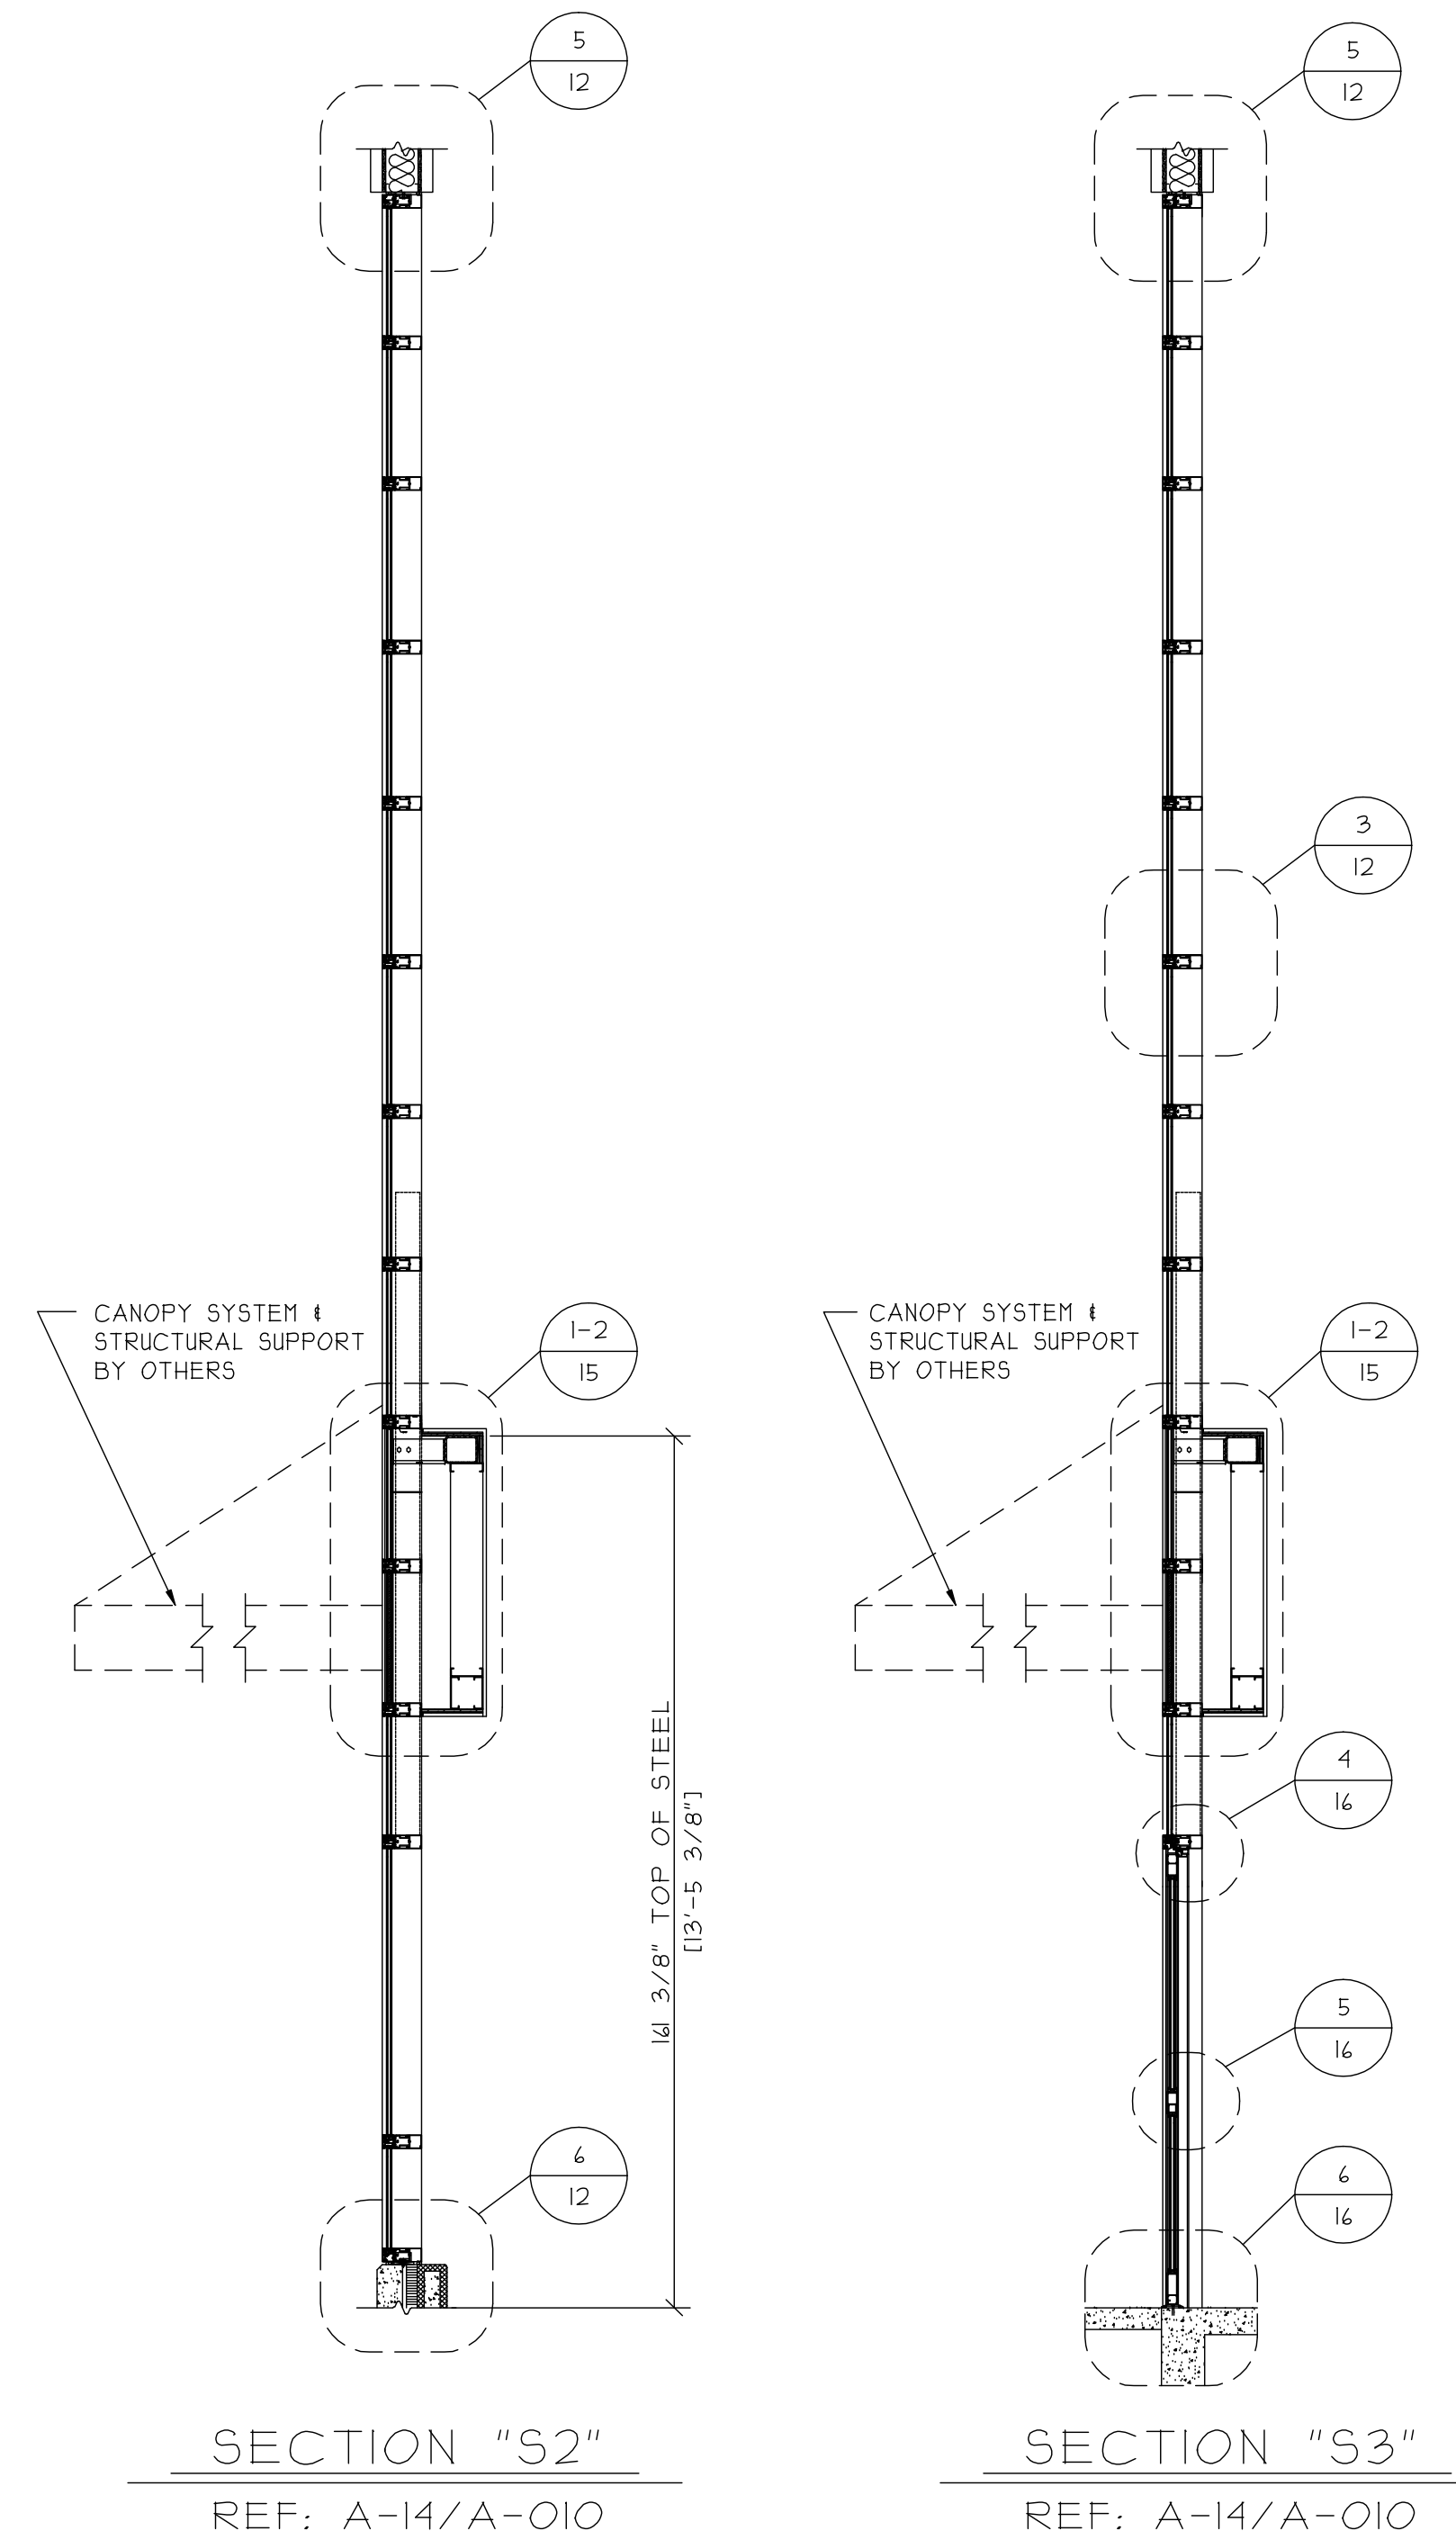 5
12
CANOPY SYSTEM &
STRUCTURAL SUPPORT
BY OTHERS
1-2
15
161 3/8" TOP OF STEEL
[13'-5 3/8"]
6
12
SECTION "S2"
REF: A-14/A-010
5
12
3
12
CANOPY SYSTEM &
STRUCTURAL SUPPORT
BY OTHERS
1-2
15
4
16
5
16
6
16
SECTION "S3"
REF: A-14/A-010